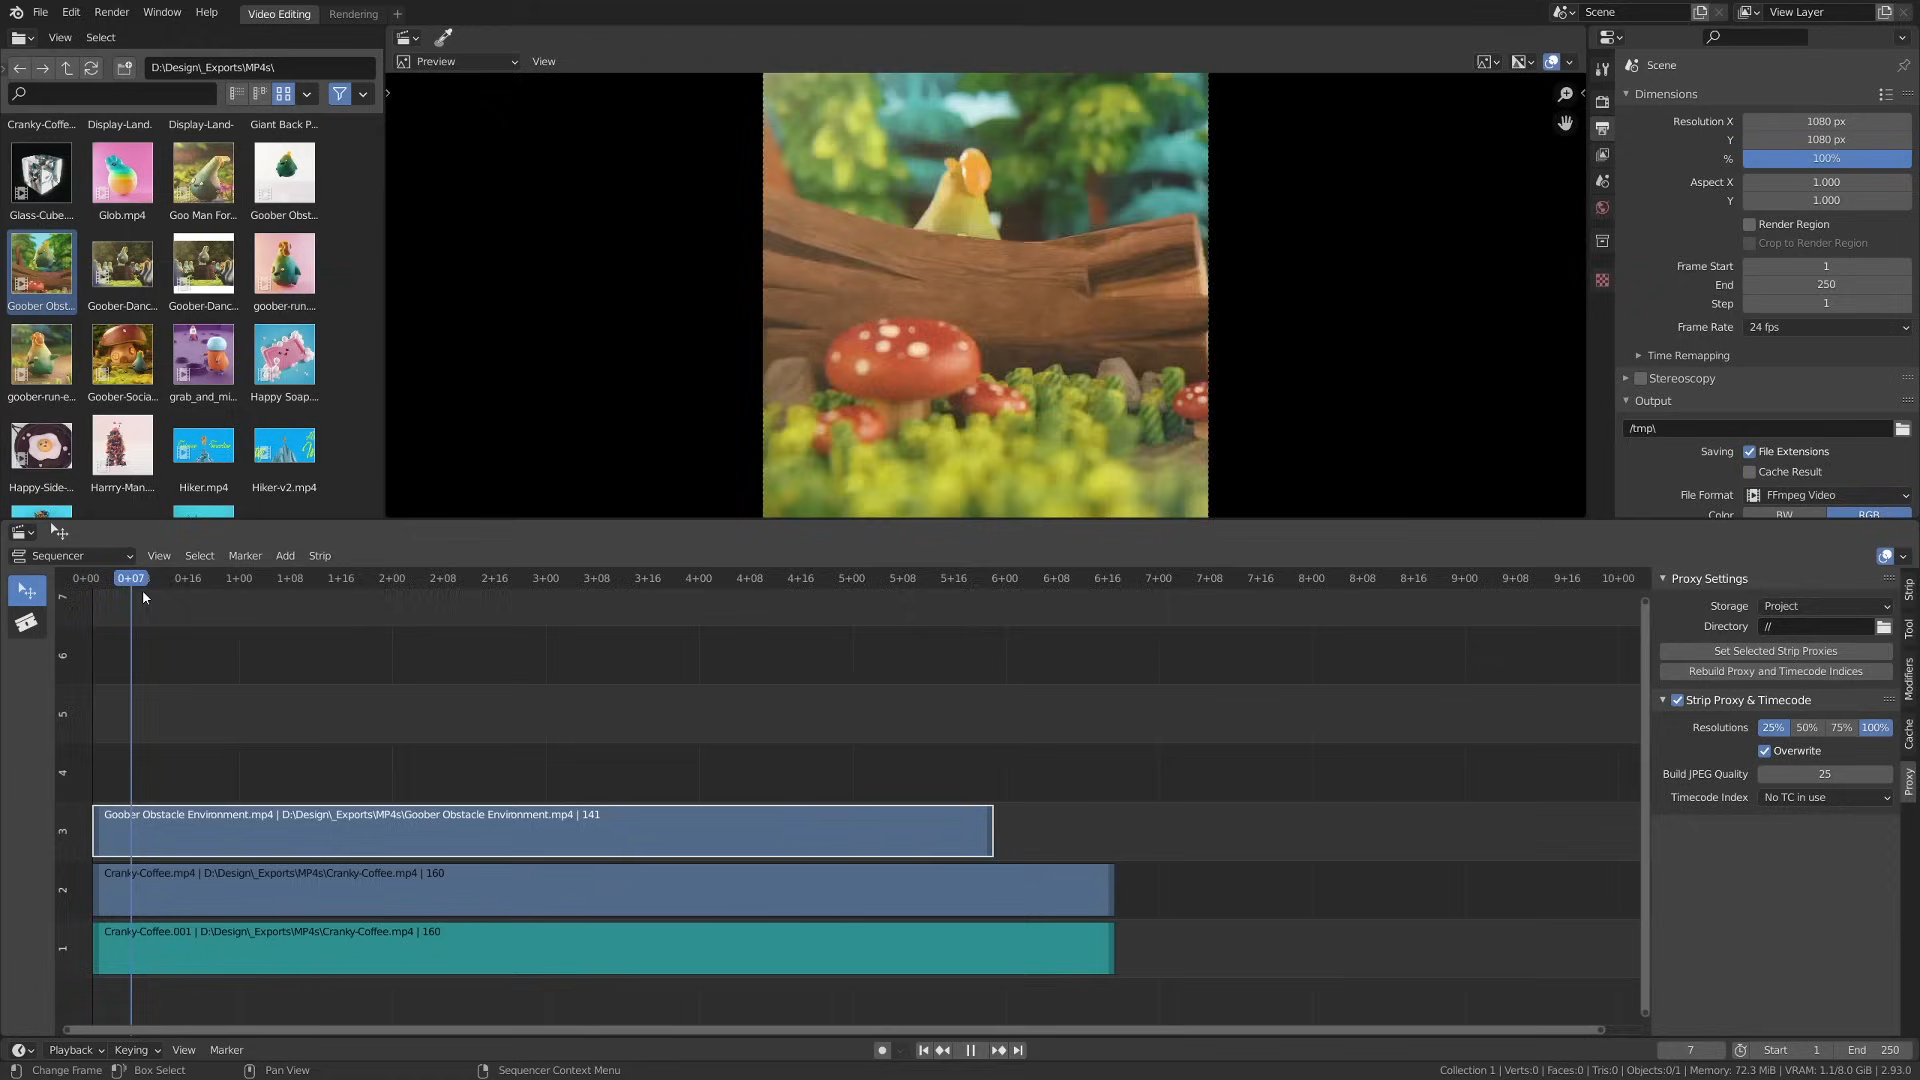 File Edit Render Window Help Video Editing Rendering + Scene View Layer
View Select
D:\Design\_Exports\MP4s\
Preview View
Scene
Cranky-Coffe... Display-Land. Display-Land- Giant Back P...
Dimensions
Resolution X 1080 px
Y 1080 px
% 100%
Aspect X 1.000
Y 1.000
Glass-Cube.... Glob.mp4 Goo Man For... Goober Obst...
Render Region
Crop to Render Region
Frame Start 1
End 250
Step 1
Goober Obst... Goober-Danc... Goober-Danc... goober-run....
Frame Rate 24 fps
Time Remapping
Stereoscopy
goober-run-e... Goober-Socia... grab_and_mi... Happy Soap....
Output
/tmp\
Saving File Extensions
Cache Result
Happy-Side-... Harrry-Man.... Hiker.mp4 Hiker-v2.mp4
File Format FFmpeg Video
Color BW RGB
Sequencer View Select Marker Add Strip
0+00 0+07 0+16 1+00 1+08 1+16 2+00 2+08 2+16 3+00 3+08 3+16 4+00 4+08 4+16 5+00 5+08 5+16 6+00 6+08 6+16 7+00 7+08 7+16 8+00 8+08 8+16 9+00 9+08 9+16 10+00
7
6
5
4
3
2
1
Goober Obstacle Environment.mp4 | D:\Design\_Exports\MP4s\Goober Obstacle Environment.mp4 | 141
Cranky-Coffee.mp4 | D:\Design\_Exports\MP4s\Cranky-Coffee.mp4 | 160
Cranky-Coffee.001 | D:\Design\_Exports\MP4s\Cranky-Coffee.mp4 | 160
Proxy Settings
Storage Project
Directory //
Set Selected Strip Proxies
Rebuild Proxy and Timecode Indices
Strip Proxy & Timecode
Resolutions 25% 50% 75% 100%
Overwrite
Build JPEG Quality 25
Timecode Index No TC in use
Strip
Tool
Modifiers
Cache
Proxy
Playback Keying View Marker 7 Start 1 End 250
Change Frame Box Select Pan View Sequencer Context Menu Collection 1 | Verts:0 | Faces:0 | Tris:0 | Objects:0/1 | Memory: 72.3 MiB | VRAM: 1.1/8.0 GiB | 2.93.0